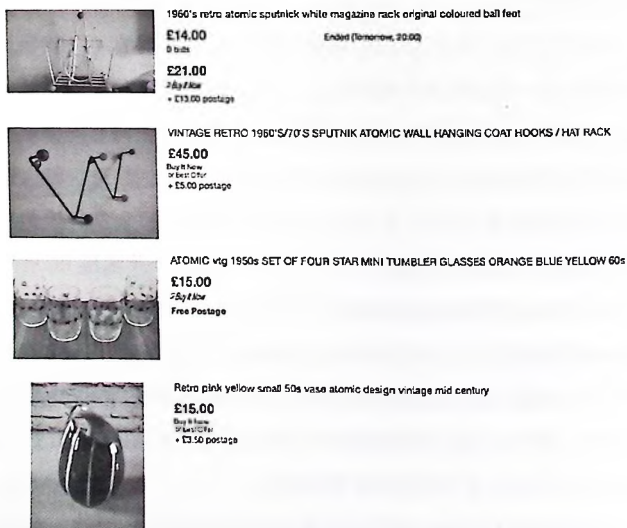 1960's retro atomic sputnick white magazine rack original coloured ball feet
£14.00
Ended (Tomorrow, 20:00)
0 bids
£21.00
Buy It Now
+ £13.00 postage
VINTAGE RETRO 1960'S/70'S SPUTNIK ATOMIC WALL HANGING COAT HOOKS / HAT RACK
£45.00
Buy It Now
or Best Offer
+ £5.00 postage
ATOMIC vtg 1950s SET OF FOUR STAR MINI TUMBLER GLASSES ORANGE BLUE YELLOW 60s
£15.00
Buy It Now
Free Postage
Retro pink yellow small 50s vase atomic design vintage mid century
£15.00
Buy It Now
or Best Offer
+ £3.50 postage